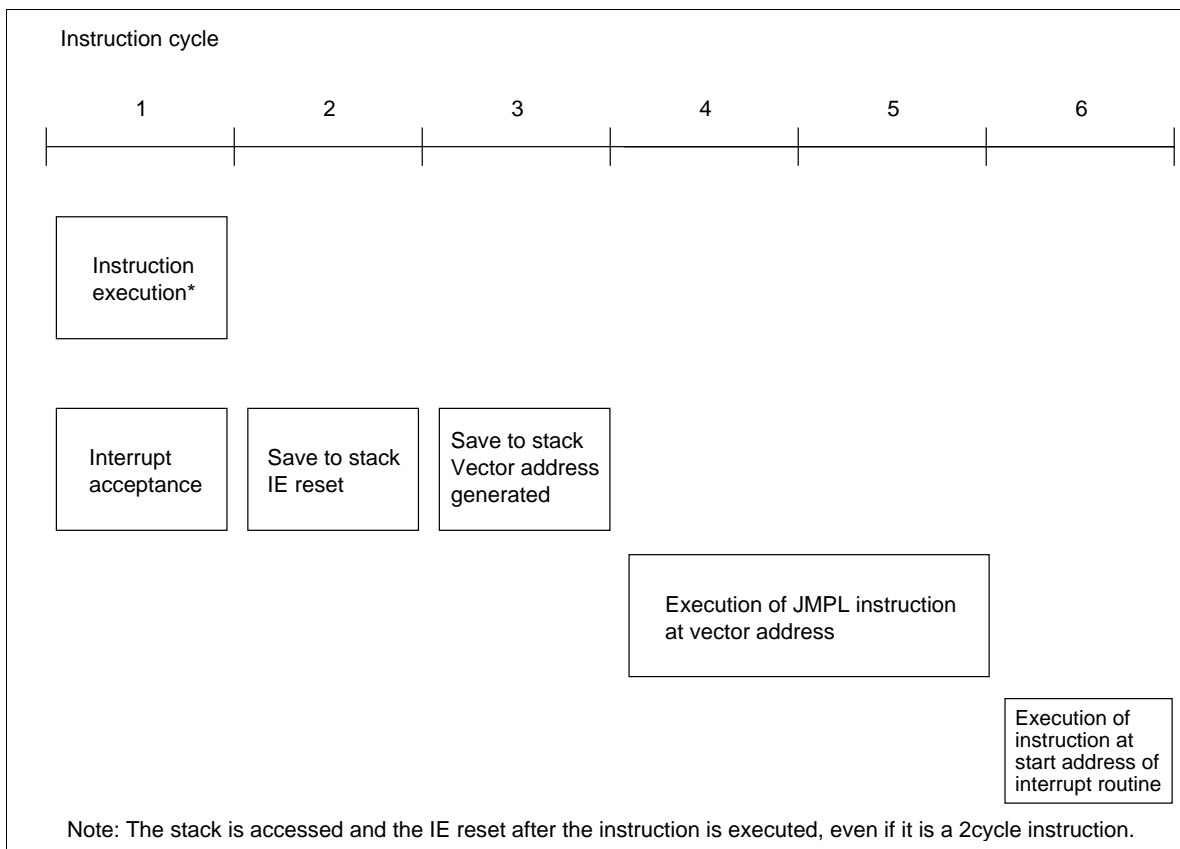 Instruction cycle
1 2 3 4 5 6
Instruction
execution*
Interrupt
acceptance
Save to stack
IE reset
Save to stack
Vector address
generated
Execution of JMPL instruction
at vector address
Execution of
instruction at
start address of
interrupt routine
Note: The stack is accessed and the IE reset after the instruction is executed, even if it is a 2cycle instruction.